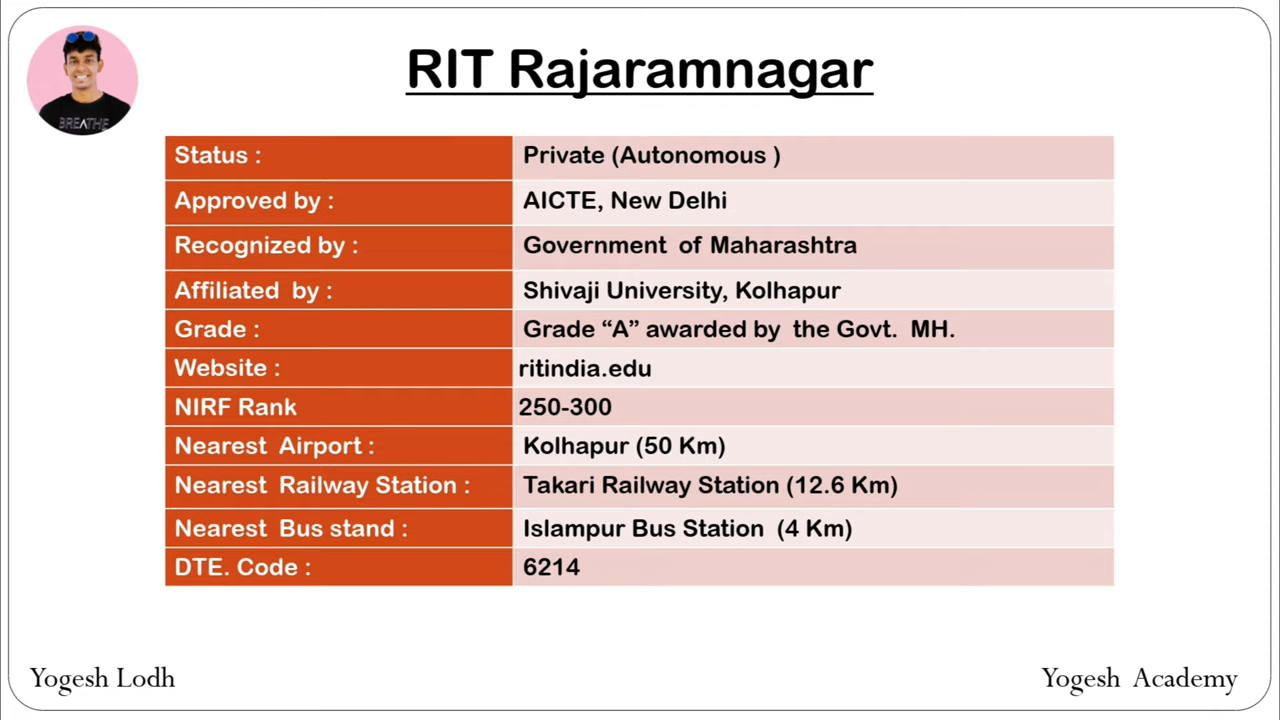 RIT Rajaramnagar
BREATHE
Status : Private (Autonomous )
Approved by : AICTE, New Delhi
Recognized by : Government of Maharashtra
Affiliated by : Shivaji University, Kolhapur
Grade : Grade “A” awarded by the Govt. MH.
Website : ritindia.edu
NIRF Rank 250-300
Nearest Airport : Kolhapur (50 Km)
Nearest Railway Station : Takari Railway Station (12.6 Km)
Nearest Bus stand : Islampur Bus Station (4 Km)
DTE. Code : 6214
Yogesh Lodh
Yogesh Academy